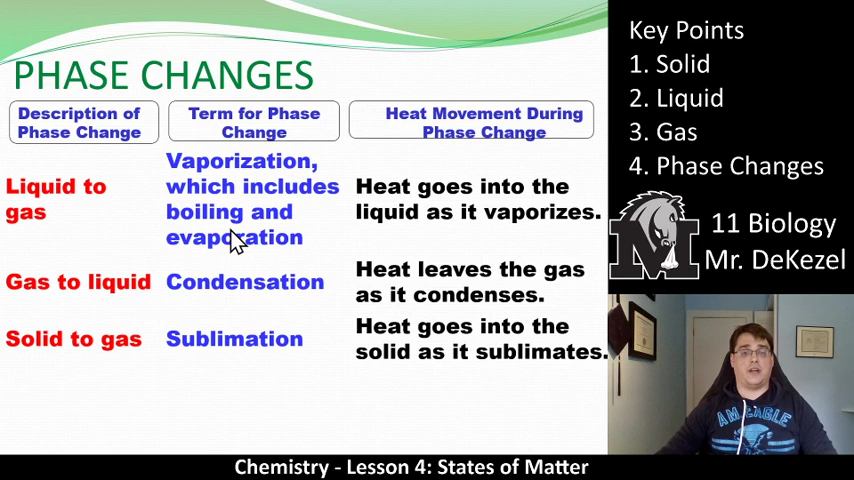 PHASE CHANGES
Description of
Phase Change
Term for Phase
Change
Heat Movement During
Phase Change
Liquid to
gas
Vaporization,
which includes
boiling and
evaporation
Heat goes into the
liquid as it vaporizes.
Gas to liquid
Condensation
Heat leaves the gas
as it condenses.
Solid to gas
Sublimation
Heat goes into the
solid as it sublimates.
Key Points
1. Solid
2. Liquid
3. Gas
4. Phase Changes
M
11 Biology
Mr. DeKezel
AM EAGLE
Chemistry - Lesson 4: States of Matter